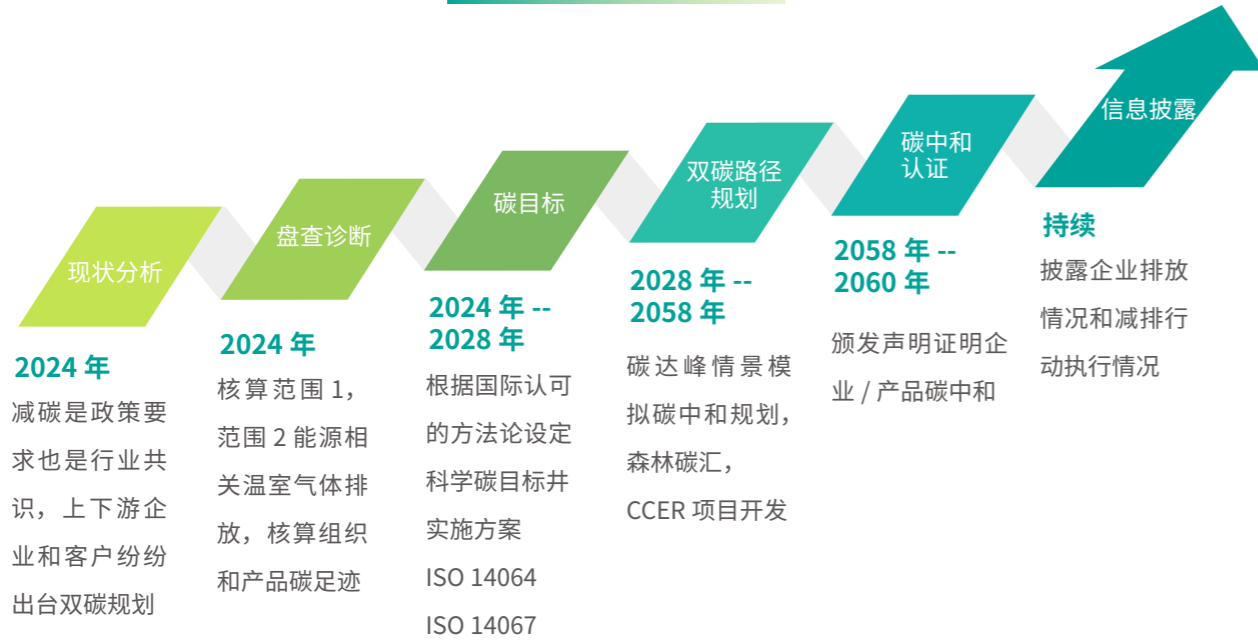 现状分析
2024 年
减碳是政策要
求也是行业共
识，上下游企
业和客户纷纷
出台双碳规划
盘查诊断
2024 年
核算范围 1，
范围 2 能源相
关温室气体排
放，核算组织
和产品碳足迹
碳目标
2024 年 --
2028 年
根据国际认可
的方法论设定
科学碳目标井
实施方案
ISO 14064
ISO 14067
双碳路径
规划
2028 年 --
2058 年
碳达峰情景模
拟碳中和规划，
森林碳汇，
CCER 项目开发
碳中和
认证
2058 年 --
2060 年
颁发声明证明企
业 / 产品碳中和
信息披露
持续
披露企业排放
情况和减排行
动执行情况